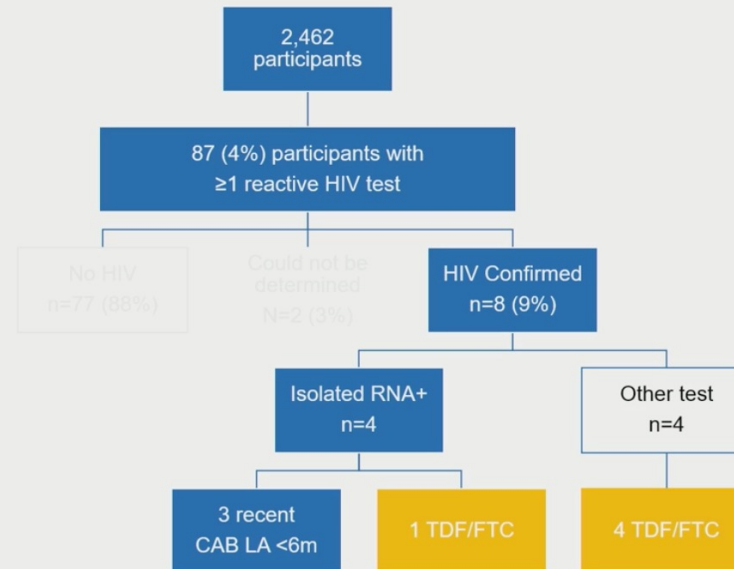 2,462
participants
87 (4%) participants with
≥1 reactive HIV test
No HIV
n=77 (88%)
Could not be
determined
N=2 (3%)
HIV Confirmed
n=8 (9%)
Isolated RNA+
n=4
Other test
n=4
3 recent
CAB LA <6m
1 TDF/FTC
4 TDF/FTC